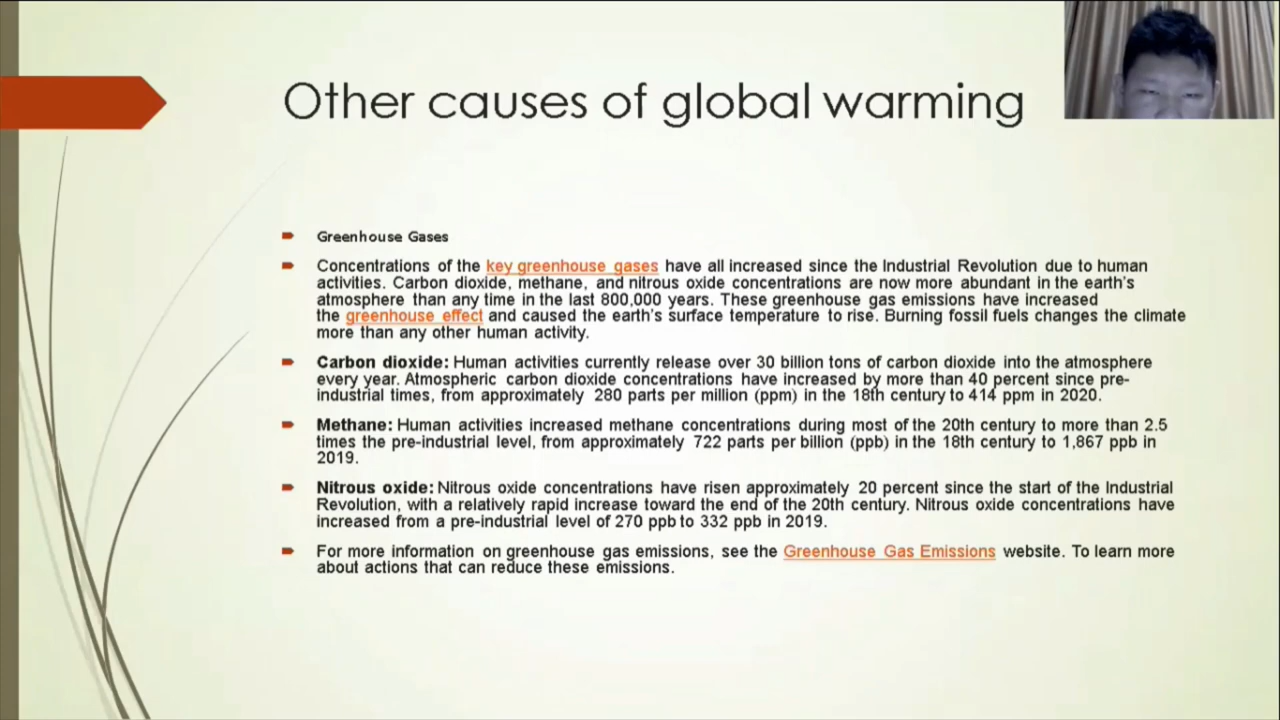 Other causes of global warming
Greenhouse Gases
Concentrations of the key greenhouse gases have all increased since the Industrial Revolution due to human
activities. Carbon dioxide, methane, and nitrous oxide concentrations are now more abundant in the earth's
atmosphere than any time in the last 800,000 years. These greenhouse gas emissions have increased
the greenhouse effect and caused the earth's surface temperature to rise. Burning fossil fuels changes the climate
more than any other human activity.
Carbon dioxide: Human activities currently release over 30 billion tons of carbon dioxide into the atmosphere
every year. Atmospheric carbon dioxide concentrations have increased by more than 40 percent since pre-
industrial times, from approximately 280 parts per million (ppm) in the 18th century to 414 ppm in 2020.
Methane: Human activities increased methane concentrations during most of the 20th century to more than 2.5
times the pre-industrial level, from approximately 722 parts per billion (ppb) in the 18th century to 1,867 ppb in
2019.
Nitrous oxide: Nitrous oxide concentrations have risen approximately 20 percent since the start of the Industrial
Revolution, with a relatively rapid increase toward the end of the 20th century. Nitrous oxide concentrations have
increased from a pre-industrial level of 270 ppb to 332 ppb in 2019.
For more information on greenhouse gas emissions, see the Greenhouse Gas Emissions website. To learn more
about actions that can reduce these emissions.